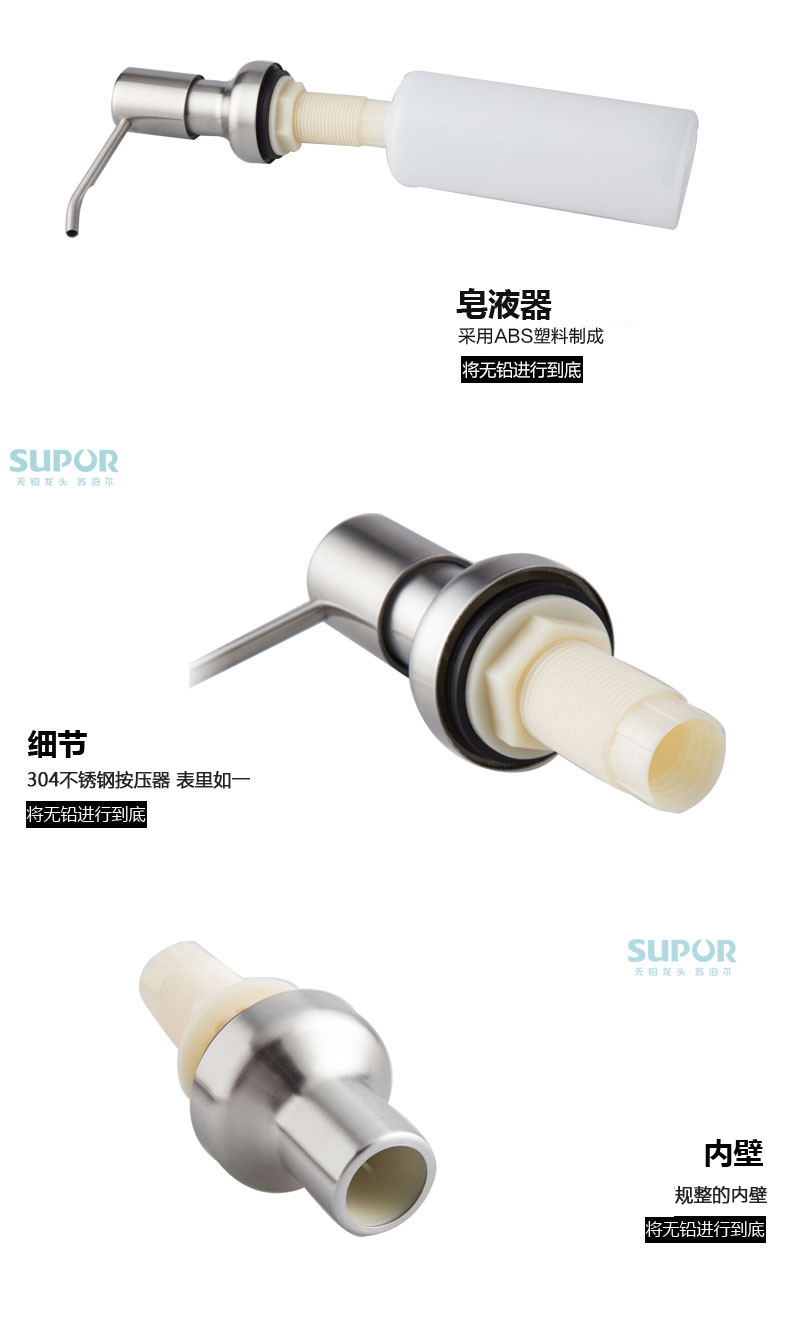 皂液器
采用ABS塑料制成
将无铅进行到底
SUPOR
无铅龙头 苏泊尔
细节
304不锈钢按压器 表里如一
将无铅进行到底
SUPOR
无铅龙头 苏泊尔
内壁
规整的内壁
将无铅进行到底